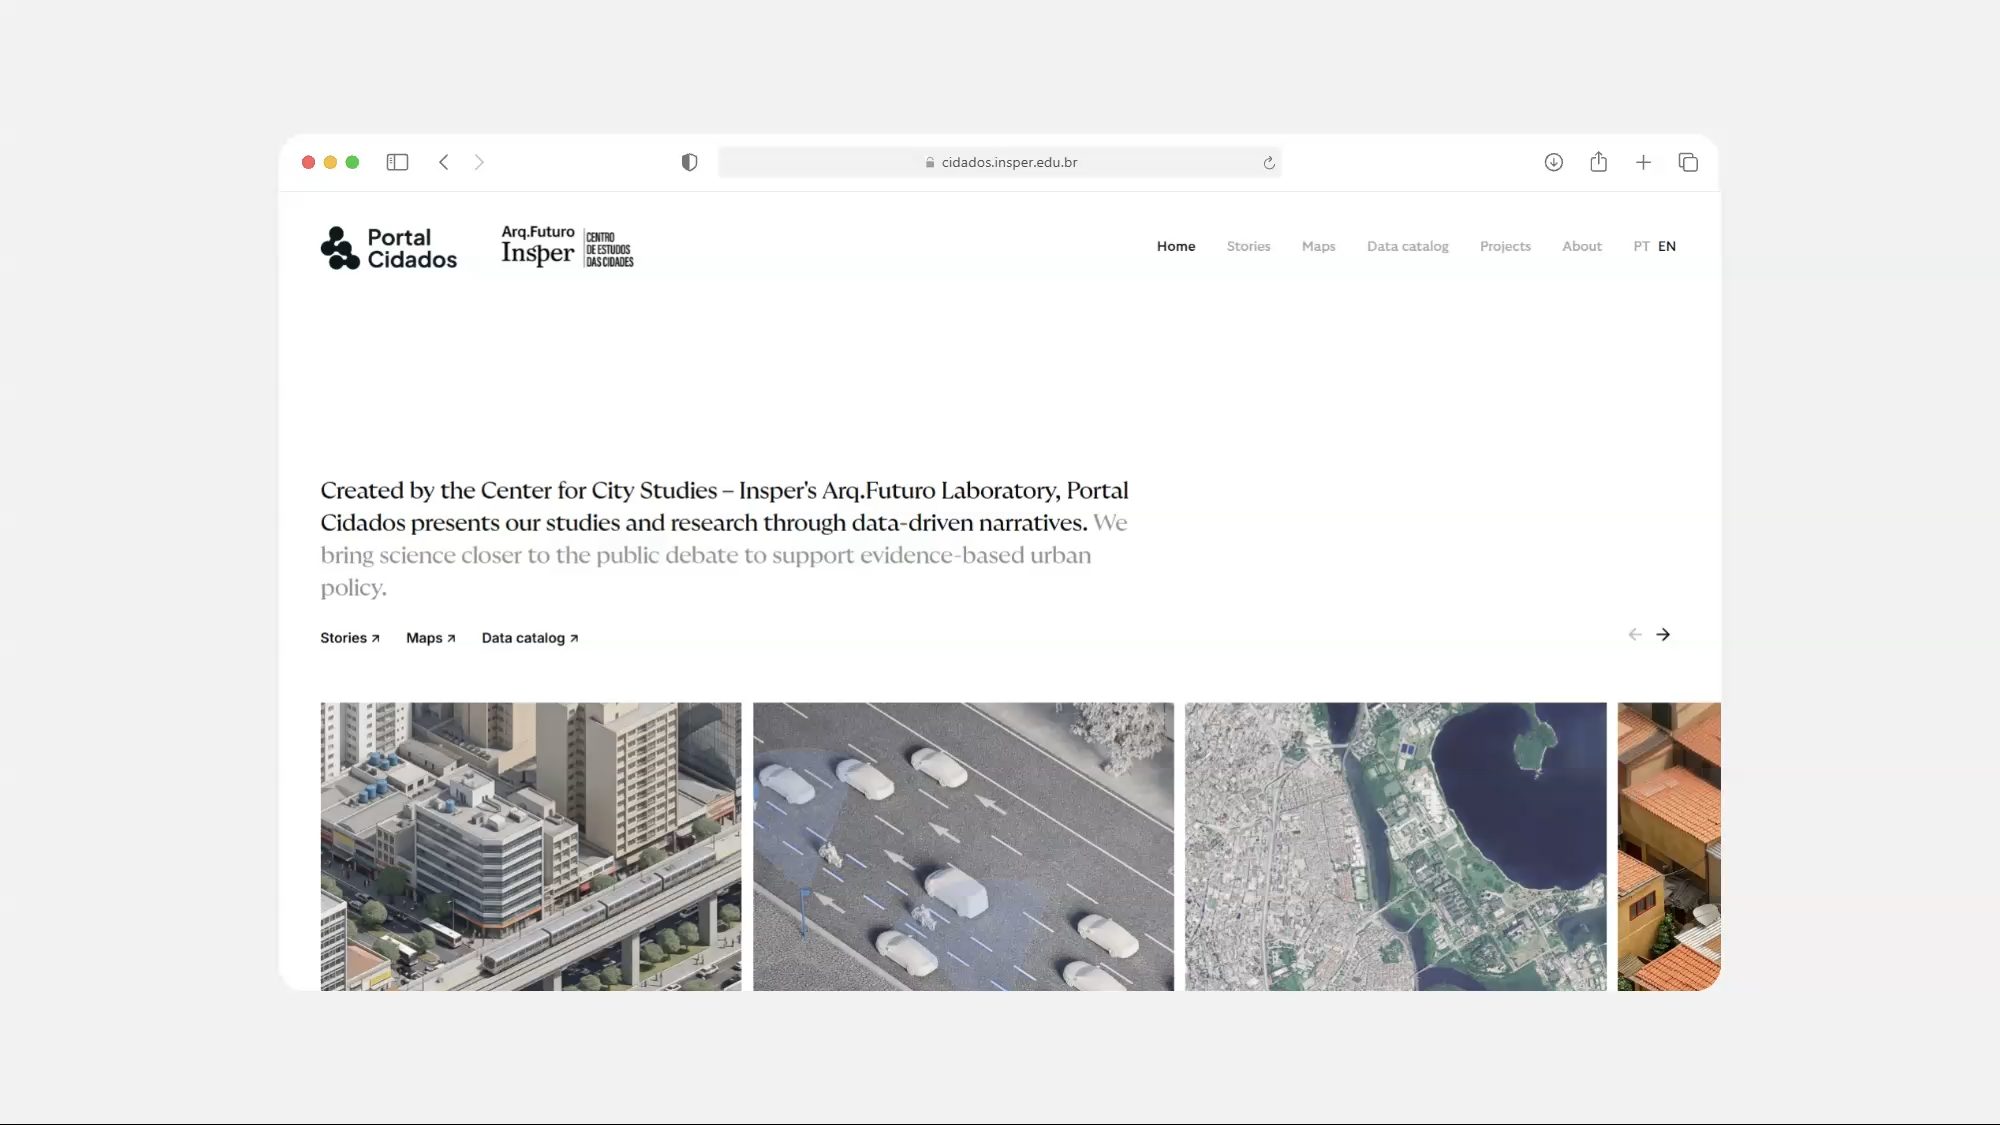 cidados.insper.edu.br
Portal
Cidados
Arq.Futuro
Insper
CENTRO
DE ESTUDOS
DAS CIDADES
Home Stories Maps Data catalog Projects About PT EN
Created by the Center for City Studies – Insper's Arq.Futuro Laboratory, Portal
Cidados presents our studies and research through data-driven narratives. We
bring science closer to the public debate to support evidence-based urban
policy.
Stories ↗ Maps ↗ Data catalog ↗